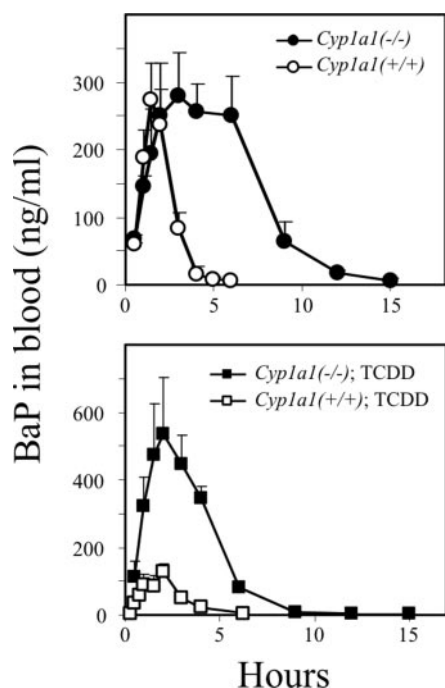 BaP in blood (ng/ml)
Cyp1a1(-/-)
Cyp1a1(+/+)
300
200
100
0
0 5 10 15
Cyp1a1(-/-); TCDD
Cyp1a1(+/+); TCDD
600
400
200
0
0 5 10 15
Hours